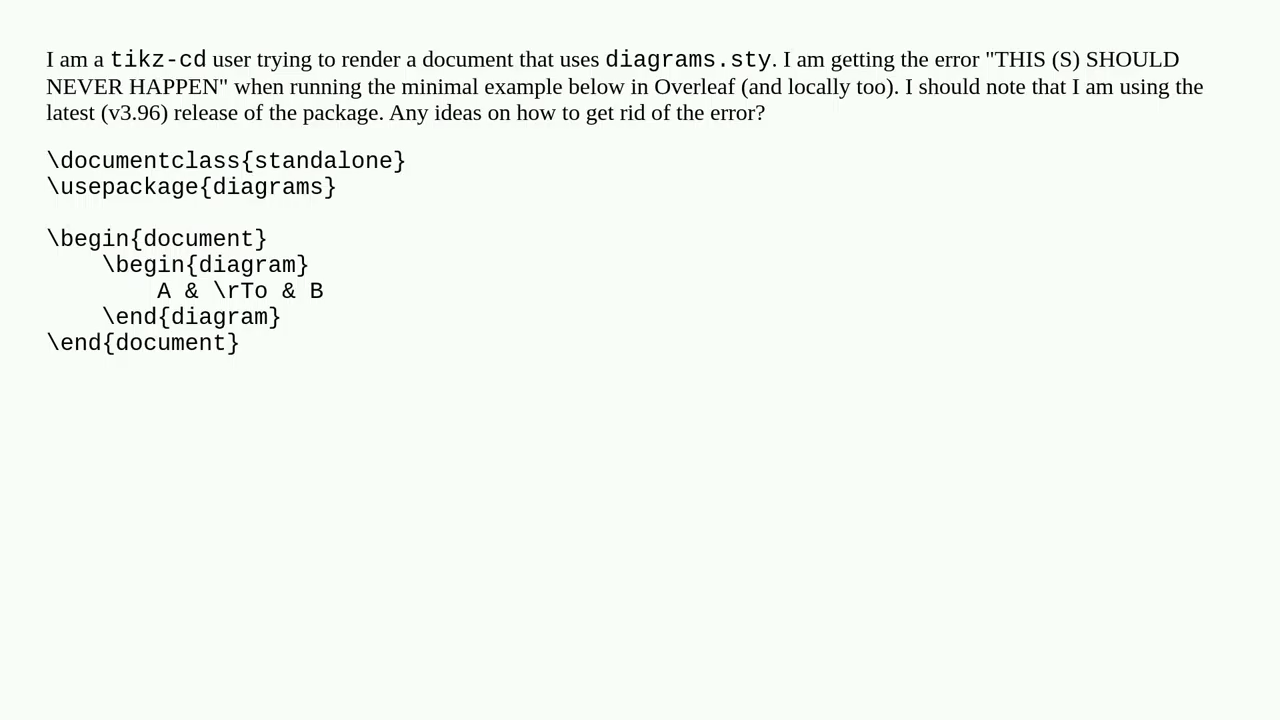 I am a tikz-cd user trying to render a document that uses diagrams.sty. I am getting the error "THIS (S) SHOULD
NEVER HAPPEN" when running the minimal example below in Overleaf (and locally too). I should note that I am using the
latest (v3.96) release of the package. Any ideas on how to get rid of the error?
\documentclass{standalone}
\usepackage{diagrams}
\begin{document}
    \begin{diagram}
        A & \rTo & B
    \end{diagram}
\end{document}